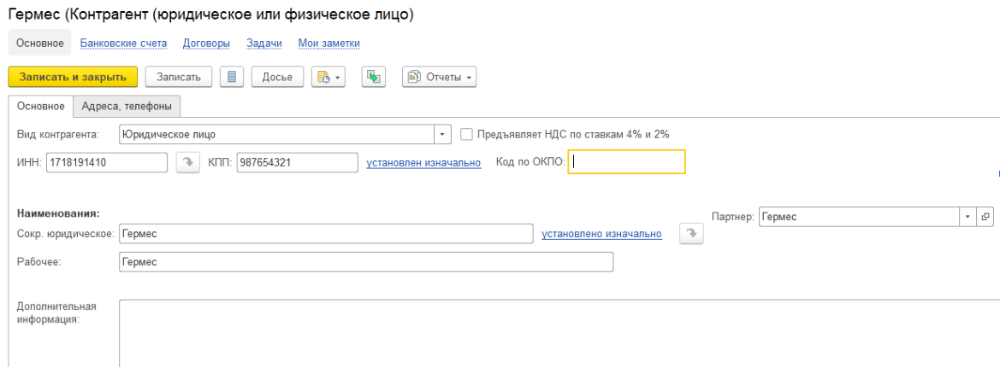 Гермес (Контрагент (юридическое или физическое лицо)
Основное Банковские счета Договоры Задачи Мои заметки
Записать и закрыть Записать Досье Отчеты
Основное Адреса, телефоны
Вид контрагента: Юридическое лицо Предъявляет НДС по ставкам 4% и 2%
ИНН: 1718191410 КПП: 987654321 установлен изначально Код по ОКПО:
Наименования:
Партнер: Гермес
Сокр. юридическое: Гермес установлено изначально
Рабочее: Гермес
Дополнительная
информация: